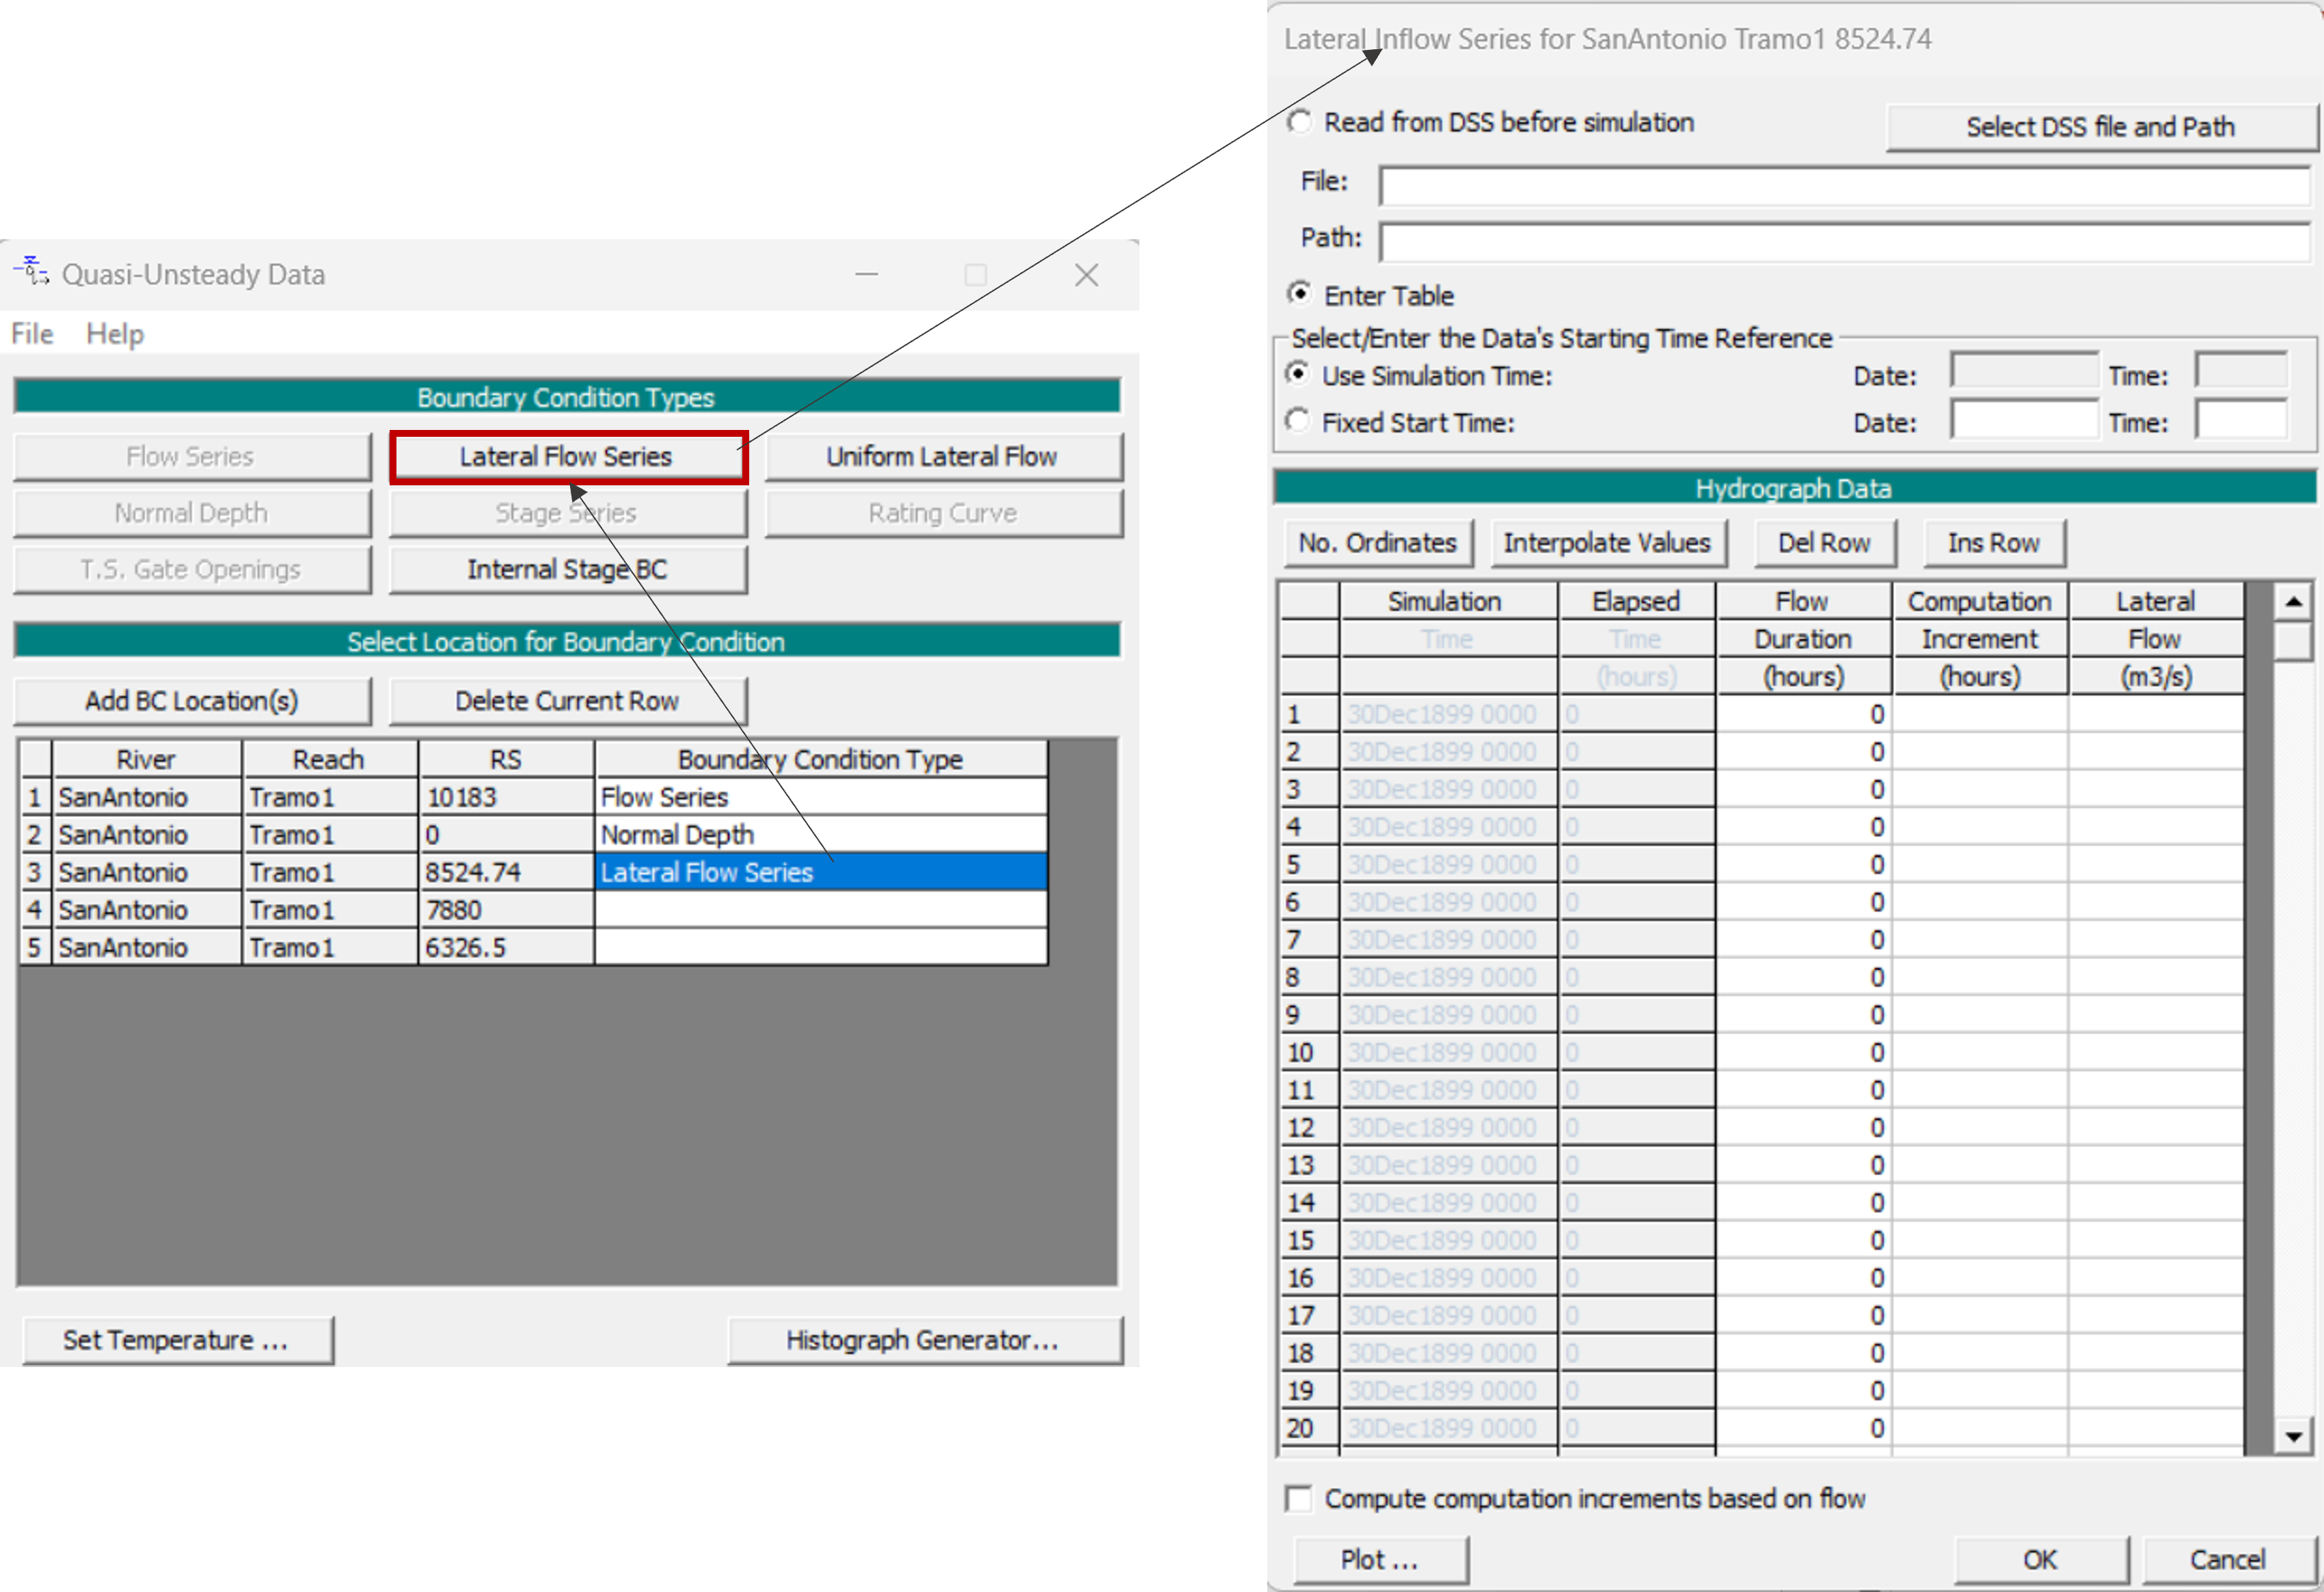 Quasi-Unsteady Data
File Help
Boundary Condition Types
Flow Series Lateral Flow Series Uniform Lateral Flow
Normal Depth Stage Series Rating Curve
T.S. Gate Openings Internal Stage BC
Select Location for Boundary Condition
Add BC Location(s) Delete Current Row
River Reach RS Boundary Condition Type
1 SanAntonio Tramo1 10183 Flow Series
2 SanAntonio Tramo1 0 Normal Depth
3 SanAntonio Tramo1 8524.74 Lateral Flow Series
4 SanAntonio Tramo1 7880
5 SanAntonio Tramo1 6326.5
Set Temperature ... Histograph Generator...
Lateral Inflow Series for SanAntonio Tramo1 8524.74
Read from DSS before simulation Select DSS file and Path
File:
Path:
Enter Table
Select/Enter the Data's Starting Time Reference
Use Simulation Time: Date: Time:
Fixed Start Time: Date: Time:
Hydrograph Data
No. Ordinates Interpolate Values Del Row Ins Row
Simulation Elapsed Flow Computation Lateral
Time Time Duration Increment Flow
(hours) (hours) (hours) (m3/s)
1 30Dec1899 0000 0 0
2 30Dec1899 0000 0 0
3 30Dec1899 0000 0 0
4 30Dec1899 0000 0 0
5 30Dec1899 0000 0 0
6 30Dec1899 0000 0 0
7 30Dec1899 0000 0 0
8 30Dec1899 0000 0 0
9 30Dec1899 0000 0 0
10 30Dec1899 0000 0 0
11 30Dec1899 0000 0 0
12 30Dec1899 0000 0 0
13 30Dec1899 0000 0 0
14 30Dec1899 0000 0 0
15 30Dec1899 0000 0 0
16 30Dec1899 0000 0 0
17 30Dec1899 0000 0 0
18 30Dec1899 0000 0 0
19 30Dec1899 0000 0 0
20 30Dec1899 0000 0 0
Compute computation increments based on flow
Plot ... OK Cancel